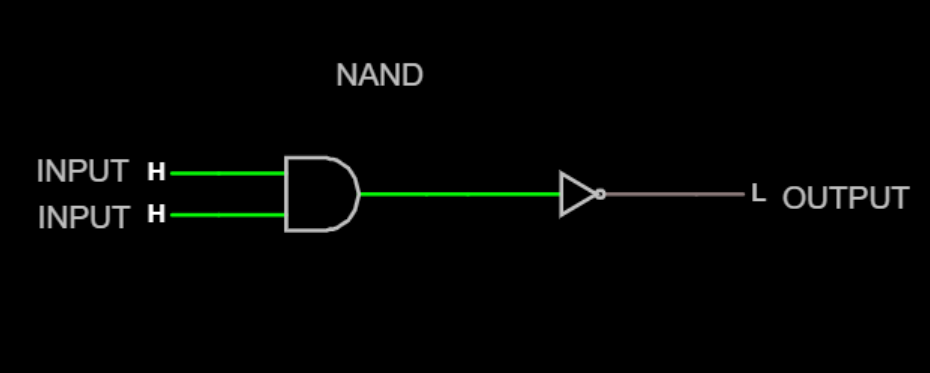 NAND
INPUT H
INPUT H
L OUTPUT